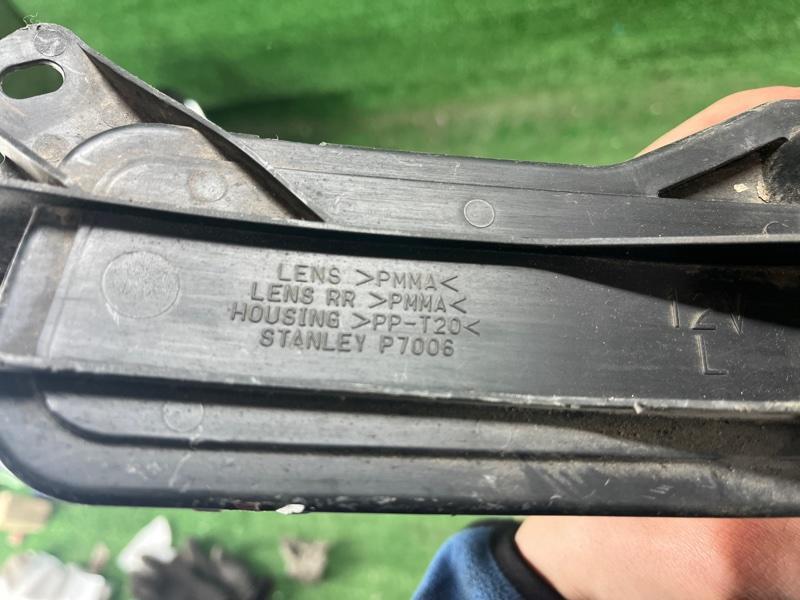 LENS >PMMA<
LENS RR >PMMA<
HOUSING >PP-T20<
STANLEY P7006
12V
L